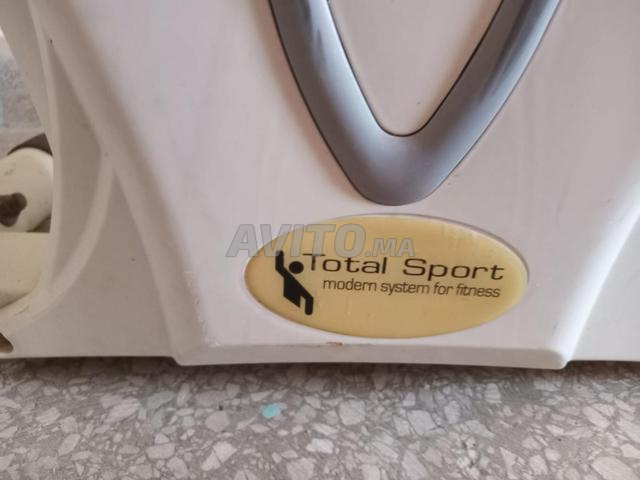 AVITO.MA
Total Sport
modern system for fitness